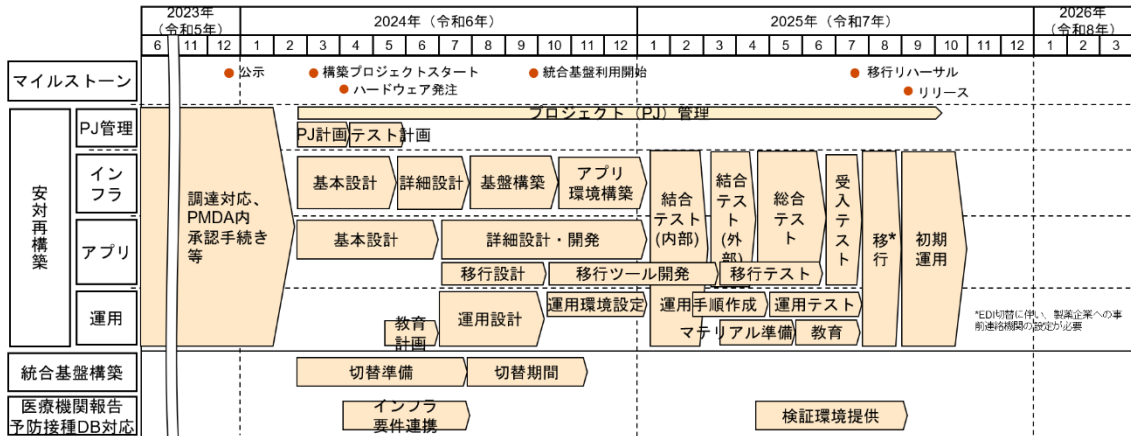 2023年
（令和5年）
2024年（令和6年）
2025年（令和7年）
2026年
（令和8年）
6 11 12 1 2 3 4 5 6 7 8 9 10 11 12 1 2 3 4 5 6 7 8 9 10 11 12 1 2 3
マイルストーン
公示
構築プロジェクトスタート
統合基盤利用開始
移行リハーサル
ハードウェア発注
リリース
安対再構築
PJ管理
プロジェクト（PJ）管理
PJ計画
テスト計画
インフラ
調達対応、
PMDA内
承認手続き
等
基本設計
詳細設計
基盤構築
アプリ
環境構築
結合
テスト
(内部)
結合
テスト
(外
部)
総合
テスト
受入テスト
移行*
初期
運用
アプリ
基本設計
詳細設計・開発
移行設計
移行ツール開発
移行テスト
運用
教育
計画
運用設計
運用環境設定
運用手順作成
運用テスト
マテリアル準備
教育
*EDI切替に伴い、製薬企業への事
前連絡機関の設定が必要
統合基盤構築
切替準備
切替期間
医療機関報告
予防接種DB対応
インフラ
要件連携
検証環境提供